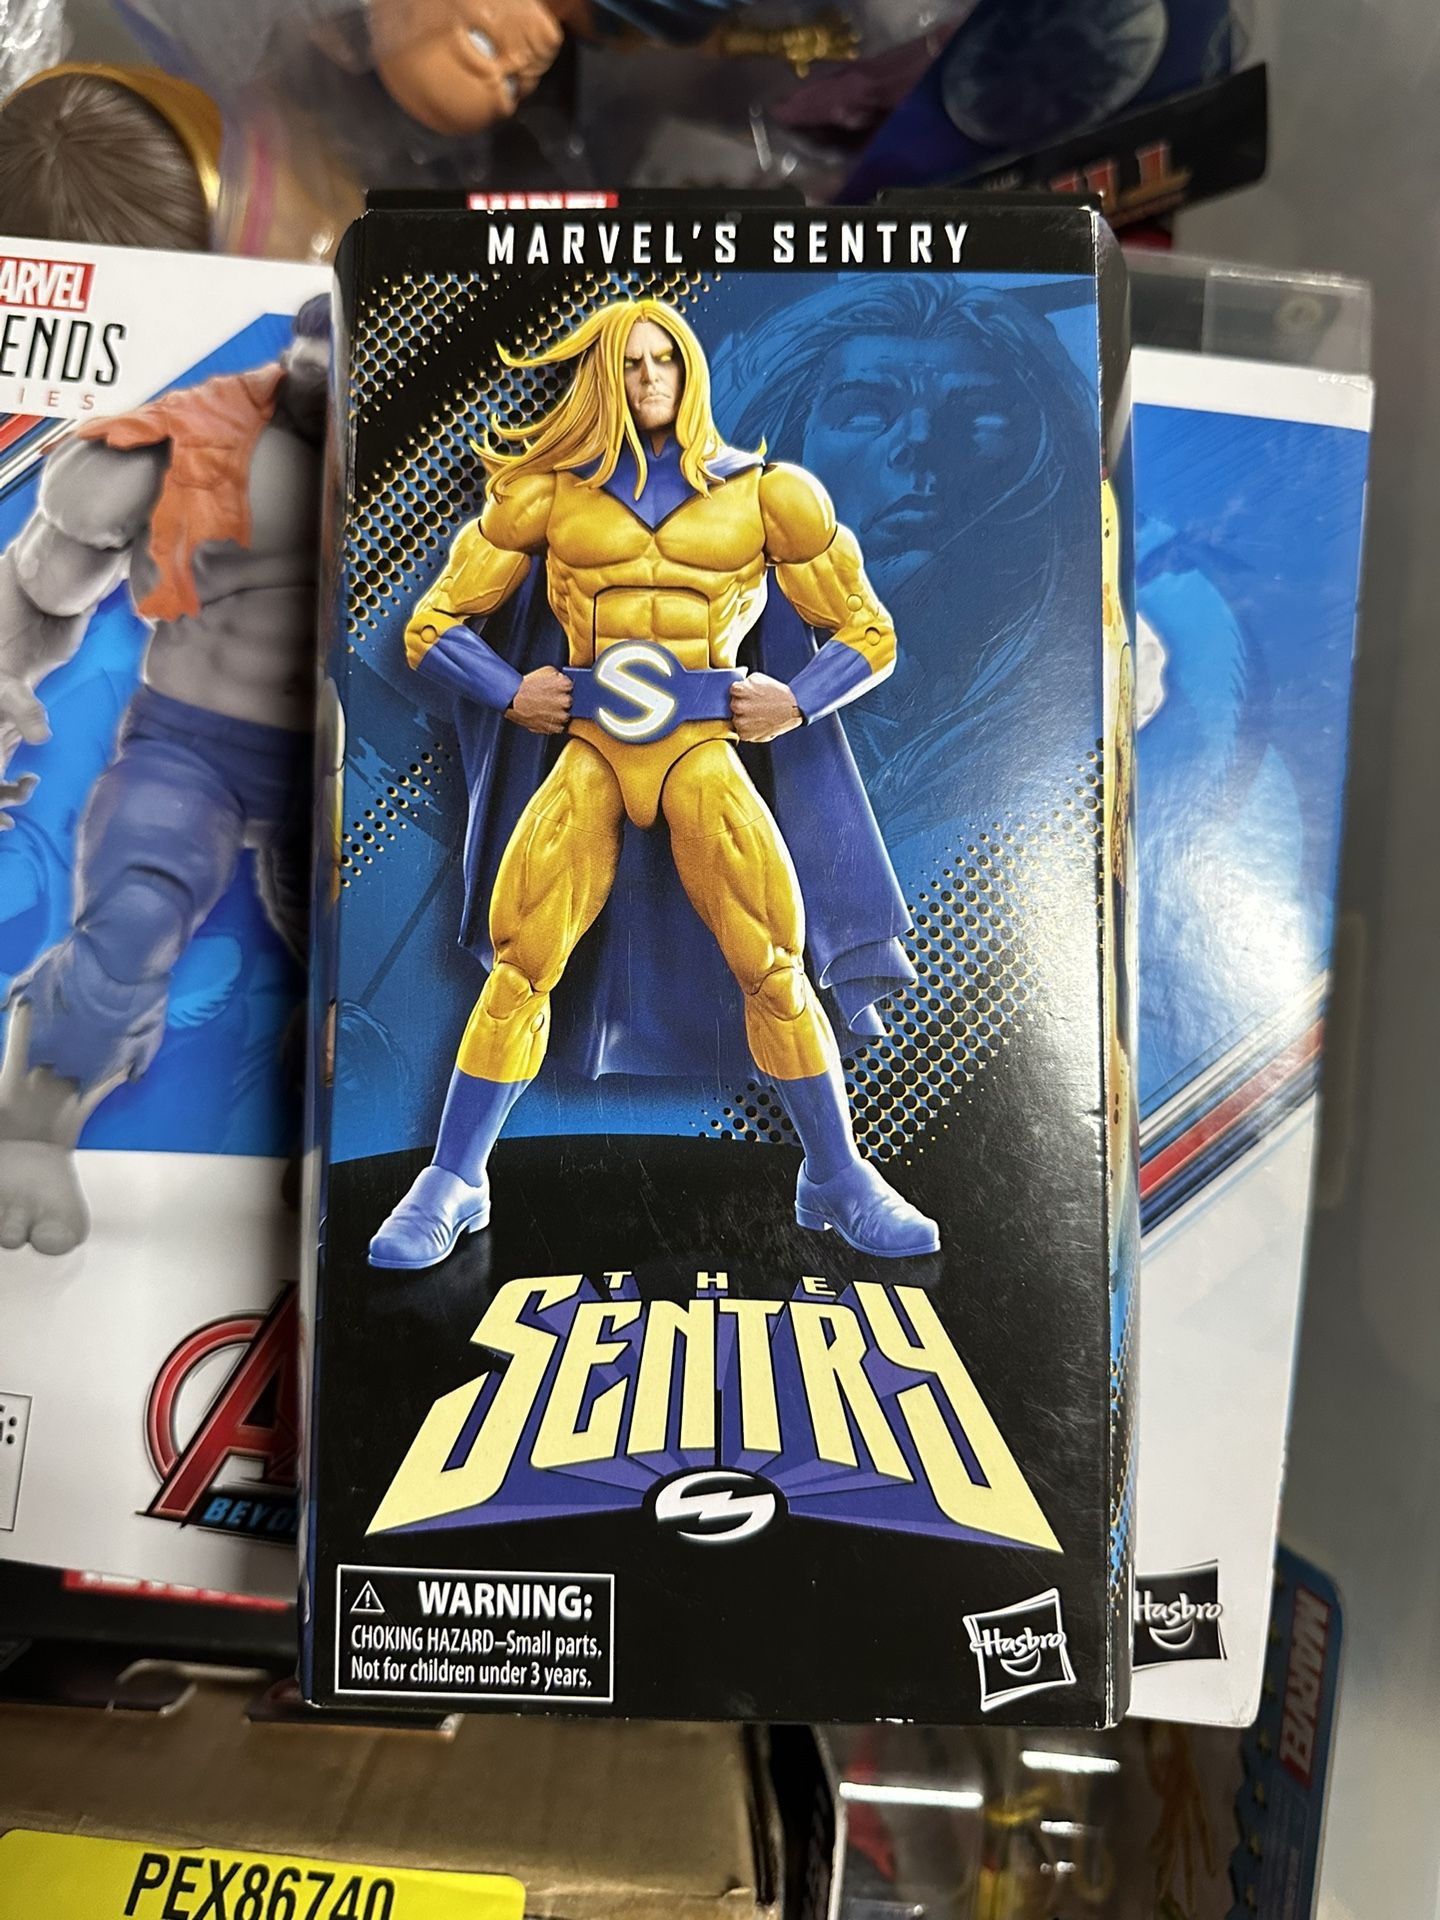 MARVEL'S SENTRY
MARVEL
S
THE
SENTRY
WARNING:
CHOKING HAZARD–Small parts.
Not for children under 3 years.
Hasbro
Hasbro
MARVEL
PEX86740